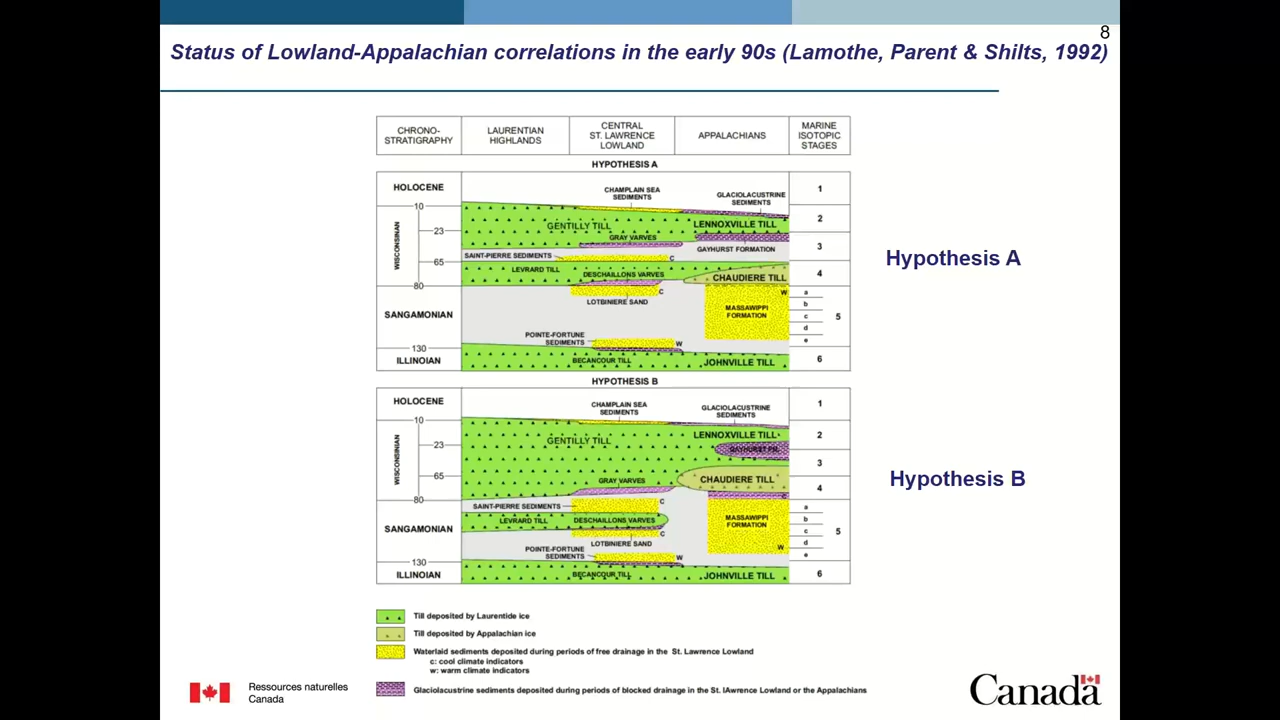 8
Status of Lowland-Appalachian correlations in the early 90s (Lamothe, Parent & Shilts, 1992)
CHRONO-
STRATIGRAPHY
LAURENTIAN
HIGHLANDS
CENTRAL
ST. LAWRENCE
LOWLAND
APPALACHIANS
MARINE
ISOTOPIC
STAGES
HYPOTHESIS A
HOLOCENE
10
WISCONSINAN
23
65
80
SANGAMONIAN
130
ILLINOIAN
CHAMPLAIN SEA
SEDIMENTS
GLACIOLACUSTRINE
SEDIMENTS
GENTILLY TILL
LENNOXVILLE TILL
GRAY VARVES
GAYHURST FORMATION
SAINT-PIERRE SEDIMENTS
C
LEVRARD TILL
DESCHAILLONS VARVES
CHAUDIERE TILL
C
W
LOTBINIERE SAND
MASSAWIPPI
FORMATION
POINTE-FORTUNE
SEDIMENTS
W
BECANCOUR TILL
JOHNVILLE TILL
1
2
3
4
a
b
c
d
e
5
6
Hypothesis A
HYPOTHESIS B
HOLOCENE
10
WISCONSINIAN
23
65
80
SANGAMONIAN
130
ILLINOIAN
CHAMPLAIN SEA
SEDIMENTS
GLACIOLACUSTRINE
SEDIMENTS
GENTILLY TILL
LENNOXVILLE TILL
GAYHURST FM.
GRAY VARVES
CHAUDIERE TILL
C
SAINT-PIERRE SEDIMENTS
C
LEVRARD TILL
DESCHAILLONS VARVES
MASSAWIPPI
FORMATION
C
LOTBINIERE SAND
W
POINTE-FORTUNE
SEDIMENTS
W
BECANCOUR TILL
JOHNVILLE TILL
1
2
3
4
a
b
c
d
e
5
6
Hypothesis B
Till deposited by Laurentide ice
Till deposited by Appalachian ice
Waterlaid sediments deposited during periods of free drainage in the St. Lawrence Lowland
c: cool climate indicators
w: warm climate indicators
Glaciolacustrine sediments deposited during periods of blocked drainage in the St. lAwrence Lowland or the Appalachians
Ressources naturelles
Canada
Canada